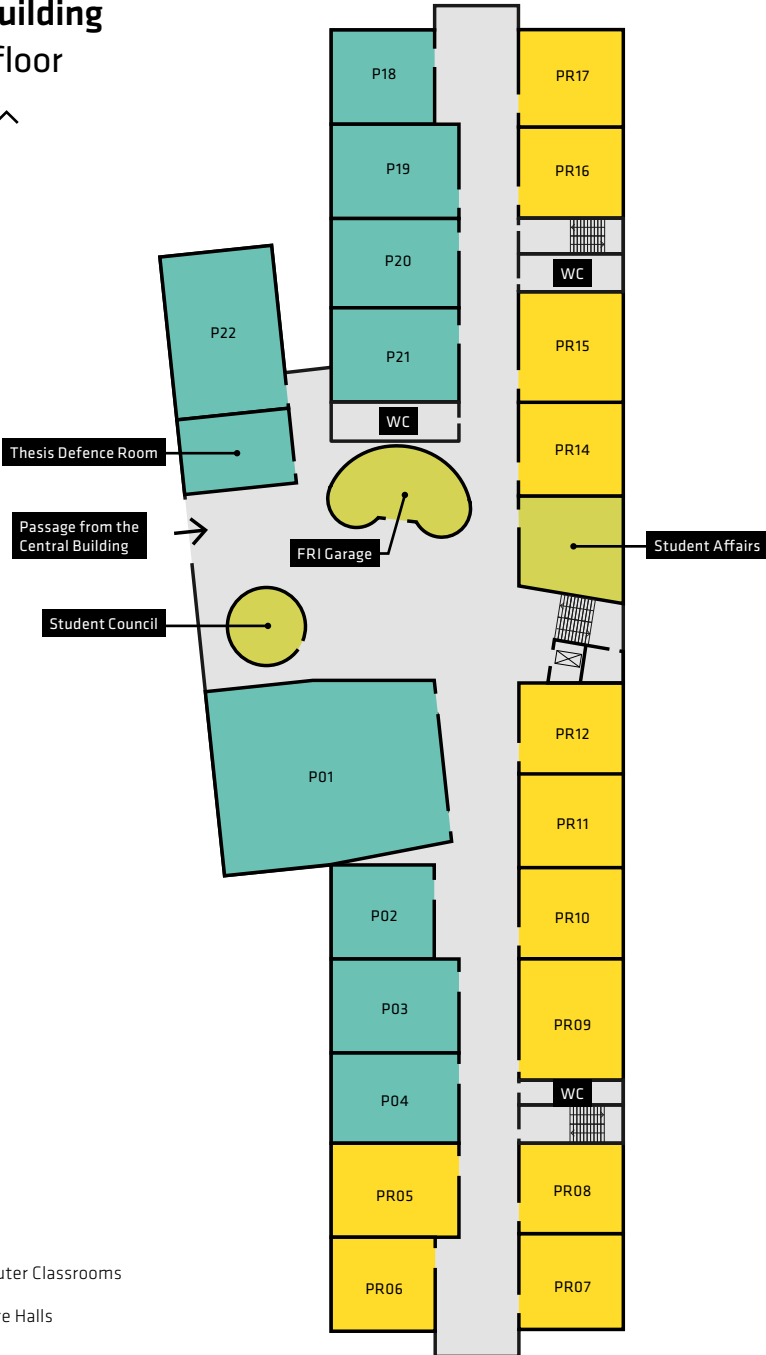 uilding
floor
P18
PR17
P19
PR16
P20
WC
P22
P21
PR15
WC
PR14
Thesis Defence Room
Passage from the
Central Building
FRI Garage
Student Affairs
Student Council
PR12
P01
PR11
P02
PR10
P03
PR09
P04
WC
PR05
PR08
PR06
PR07
uter Classrooms
e Halls